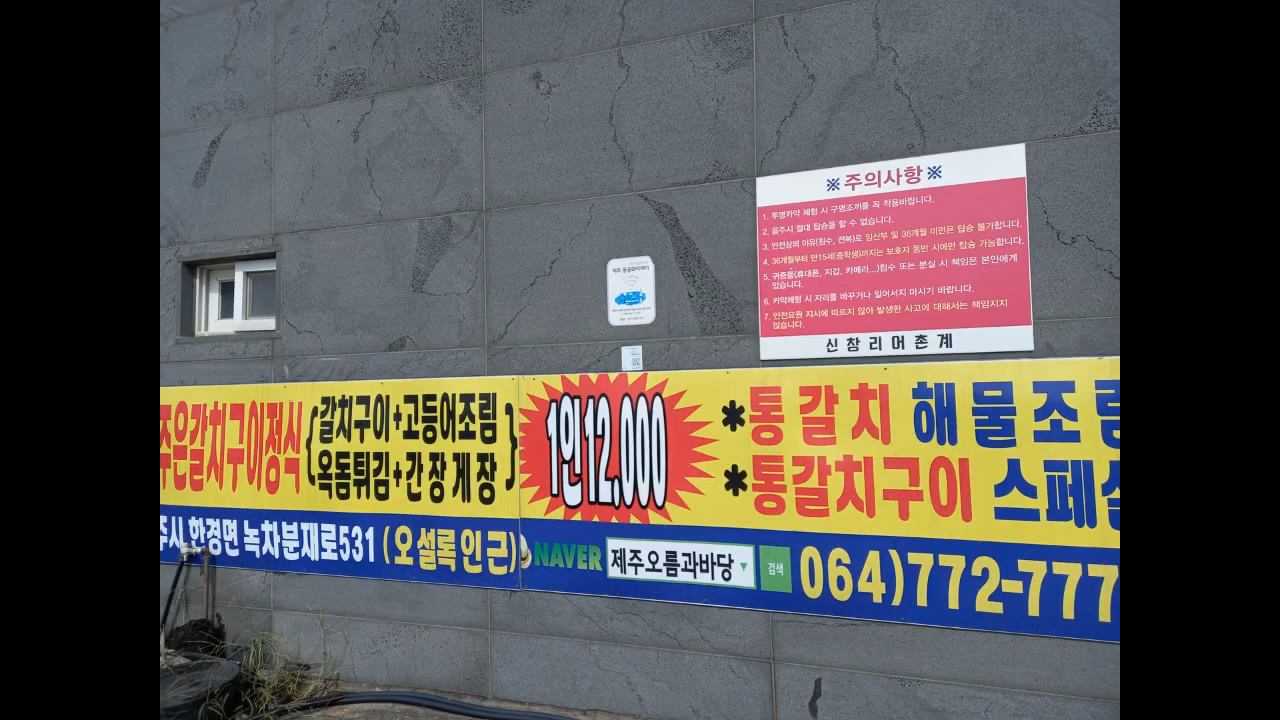 ※주의사항※
1. 투명카약 체험 시 구명조끼를 꼭 착용바랍니다.
2. 음주시 절대 탑승을 할 수 없습니다.
3. 안전상의 이유(침수, 전복)로 임산부 및 36개월 미만은 탑승 불가합니다.
4. 36개월부터 만15세(중학생)까지는 보호자 동반 시에만 탑승 가능합니다.
5. 귀중품(휴대폰, 지갑, 카메라...)침수 또는 분실 시 책임은 본인에게
있습니다.
6. 카약체험 시 자리를 바꾸거나 일어서지 마시기 바랍니다.
7. 안전요원 지시에 따르지 않아 발생한 사고에 대해서는 책임지지
않습니다.
신창리어촌계
제주 공공와이파이
주은갈치구이정식
갈치구이+고등어조림
옥돔튀김+간장게장
1인12,000
*통갈치 해물조림
*통갈치구이 스페셜
주시 한경면 녹차분재로531 (오설록인근)
NAVER 제주오름과바당 검색 064)772-777